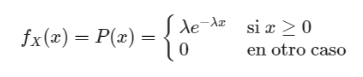 f_X(x) = P(x) = { λe^{-λx} si x ≥ 0
0 en otro caso